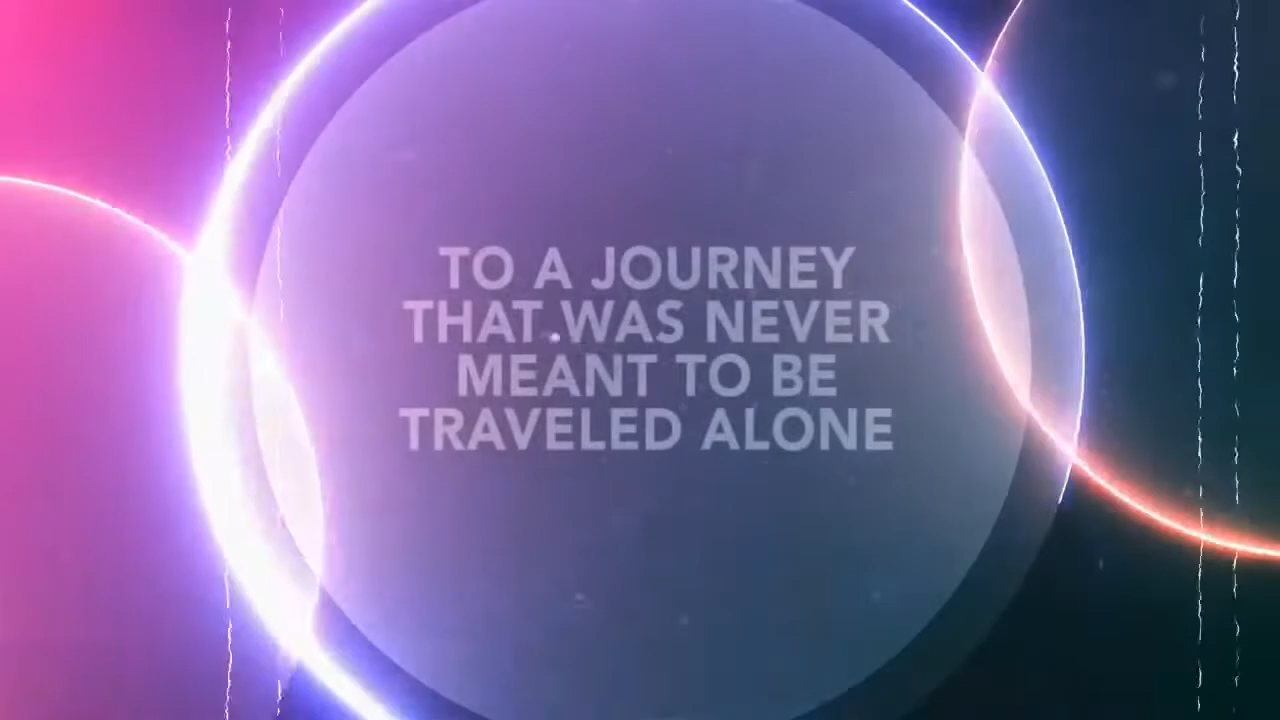 TO A JOURNEY
THAT WAS NEVER
MEANT TO BE
TRAVELED ALONE